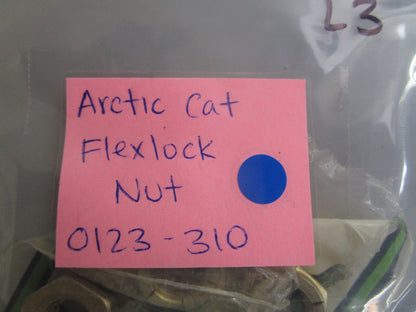 L3
Arctic Cat
Flexlock
Nut
0123-310